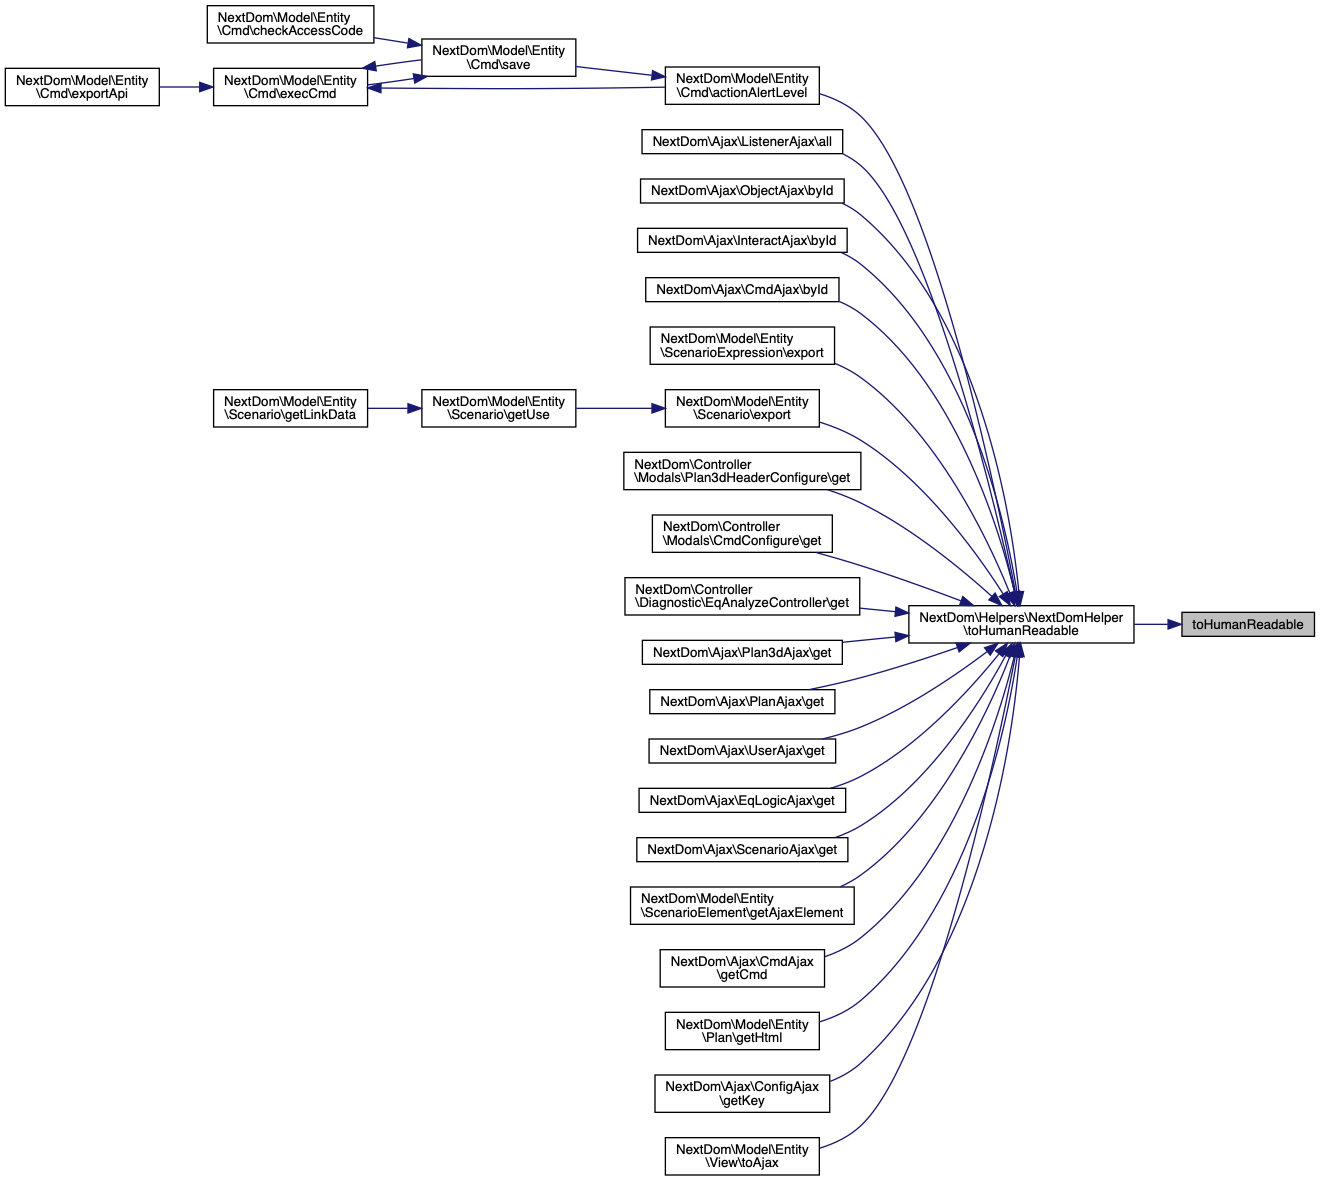 NextDom\Model\Entity
\Cmd\checkAccessCode
NextDom\Model\Entity
\Cmd\save
NextDom\Model\Entity
\Cmd\exportApi
NextDom\Model\Entity
\Cmd\execCmd
NextDom\Model\Entity
\Cmd\actionAlertLevel
NextDom\Ajax\ListenerAjax\all
NextDom\Ajax\ObjectAjax\byId
NextDom\Ajax\InteractAjax\byId
NextDom\Ajax\CmdAjax\byId
NextDom\Model\Entity
\ScenarioExpression\export
NextDom\Model\Entity
\Scenario\getLinkData
NextDom\Model\Entity
\Scenario\getUse
NextDom\Model\Entity
\Scenario\export
NextDom\Controller
\Modals\Plan3dHeaderConfigure\get
NextDom\Controller
\Modals\CmdConfigure\get
NextDom\Controller
\Diagnostic\EqAnalyzeController\get
NextDom\Helpers\NextDomHelper
\toHumanReadable
toHumanReadable
NextDom\Ajax\Plan3dAjax\get
NextDom\Ajax\PlanAjax\get
NextDom\Ajax\UserAjax\get
NextDom\Ajax\EqLogicAjax\get
NextDom\Ajax\ScenarioAjax\get
NextDom\Model\Entity
\ScenarioElement\getAjaxElement
NextDom\Ajax\CmdAjax
\getCmd
NextDom\Model\Entity
\Plan\getHtml
NextDom\Ajax\ConfigAjax
\getKey
NextDom\Model\Entity
\View\toAjax